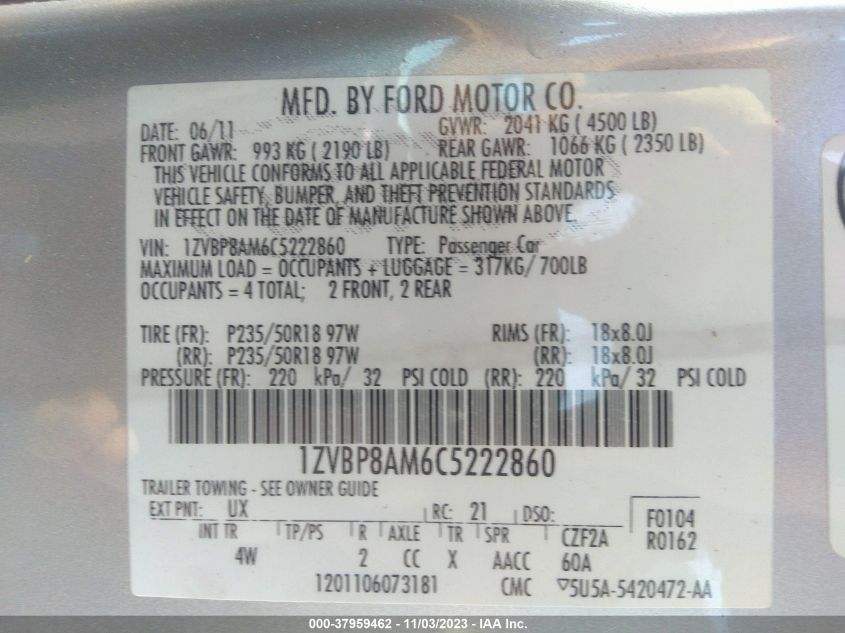 MFD. BY FORD MOTOR CO.
DATE: 06/11 GVWR: 2041 KG ( 4500 LB)
FRONT GAWR: 993 KG ( 2190 LB) REAR GAWR: 1066 KG ( 2350 LB)
THIS VEHICLE CONFORMS TO ALL APPLICABLE FEDERAL MOTOR
VEHICLE SAFETY, BUMPER, AND THEFT PREVENTION STANDARDS
IN EFFECT ON THE DATE OF MANUFACTURE SHOWN ABOVE.
VIN: 1ZVBP8AM6C5222860 TYPE: Passenger Car
MAXIMUM LOAD = OCCUPANTS + LUGGAGE = 317KG/ 700LB
OCCUPANTS = 4 TOTAL; 2 FRONT, 2 REAR
TIRE (FR): P235/50R18 97W RIMS (FR): 18x8.0J
(RR): P235/50R18 97W (RR): 18x8.0J
PRESSURE (FR): 220 kPa/ 32 PSI COLD (RR): 220 kPa/ 32 PSI COLD
1ZVBP8AM6C5222860
TRAILER TOWING - SEE OWNER GUIDE
EXT PNT: UX RC: 21 DSO: F0104
INT TR TP/PS R AXLE TR SPR CZF2A R0162
4W 2 CC X AACC 60A
1201106073181 CMC 5U5A-5420472-AA
000-37959462 - 11/03/2023 - IAA Inc.